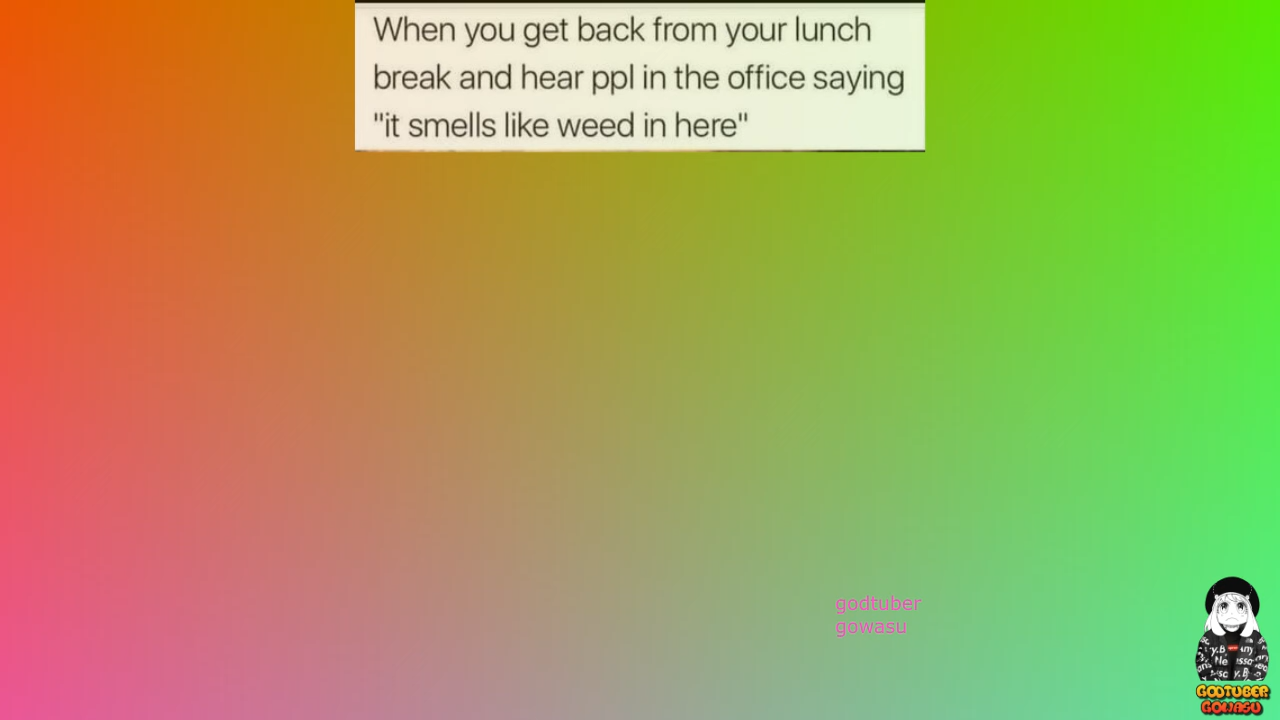 When you get back from your lunch
break and hear ppl in the office saying
"it smells like weed in here"
godtuber
gowasu
GODTUBER
GOWASU